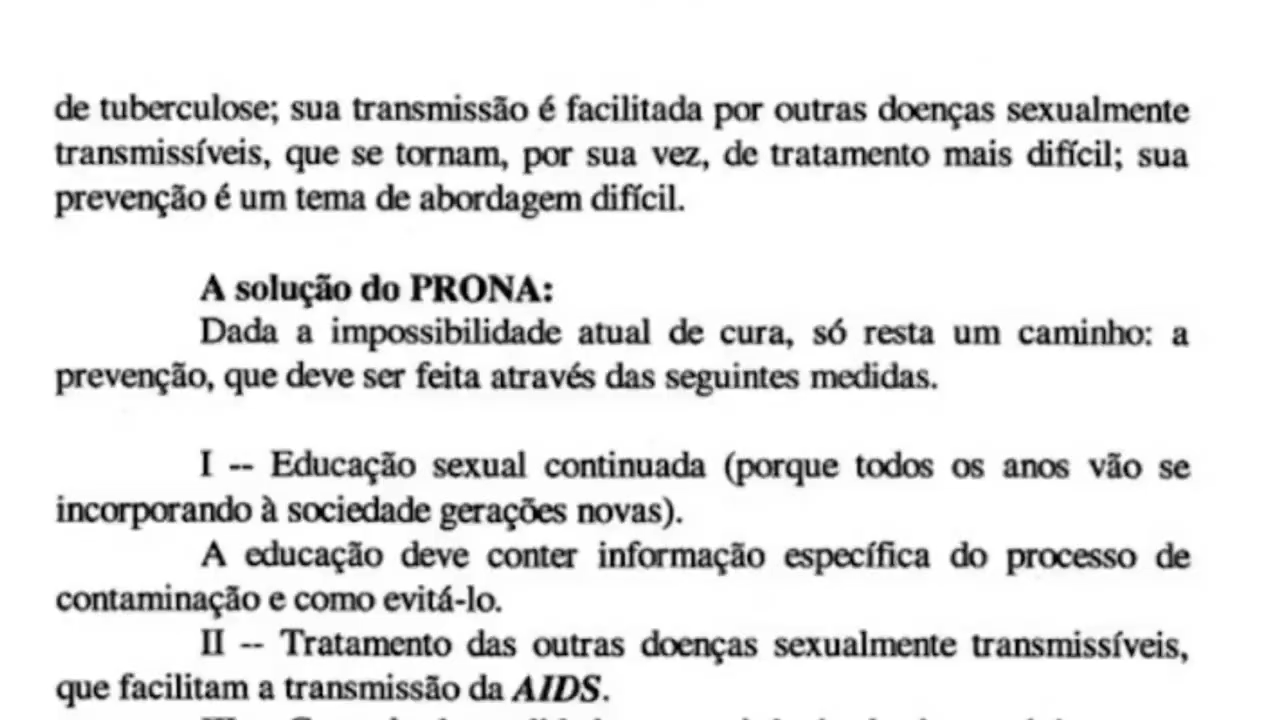 de tuberculose; sua transmissão é facilitada por outras doenças sexualmente
transmissíveis, que se tornam, por sua vez, de tratamento mais difícil; sua
prevenção é um tema de abordagem difícil.
A solução do PRONA:
Dada a impossibilidade atual de cura, só resta um caminho: a
prevenção, que deve ser feita através das seguintes medidas.
I -- Educação sexual continuada (porque todos os anos vão se
incorporando à sociedade gerações novas).
A educação deve conter informação específica do processo de
contaminação e como evitá-lo.
II -- Tratamento das outras doenças sexualmente transmissíveis,
que facilitam a transmissão da AIDS.